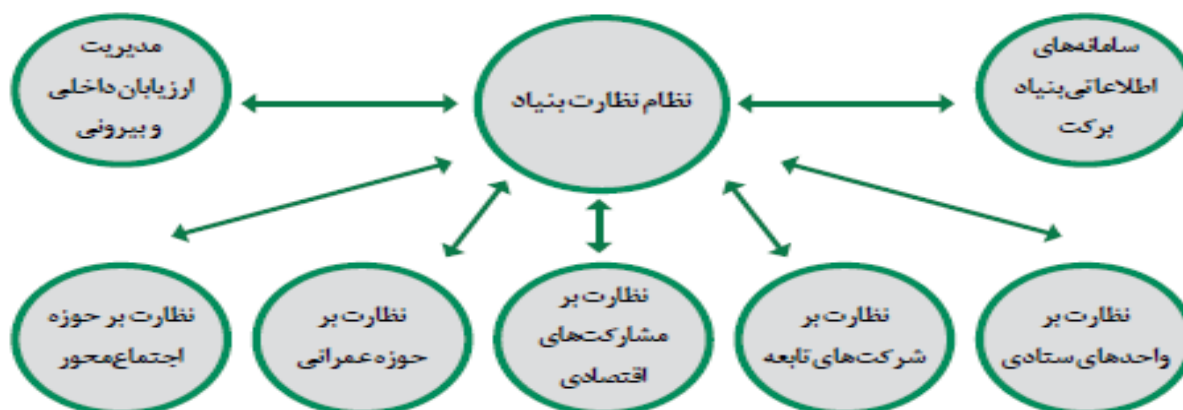 سامانه‌های
اطلاعاتی بنیاد
برکت
نظام نظارت بنیاد
مدیریت
ارزیابان داخلی
و بیرونی
نظارت بر
واحدهای ستادی
نظارت بر
شرکت‌های تابعه
نظارت بر
مشارکت‌های
اقتصادی
نظارت بر
حوزه عمرانی
نظارت بر حوزه
اجتماع‌محور